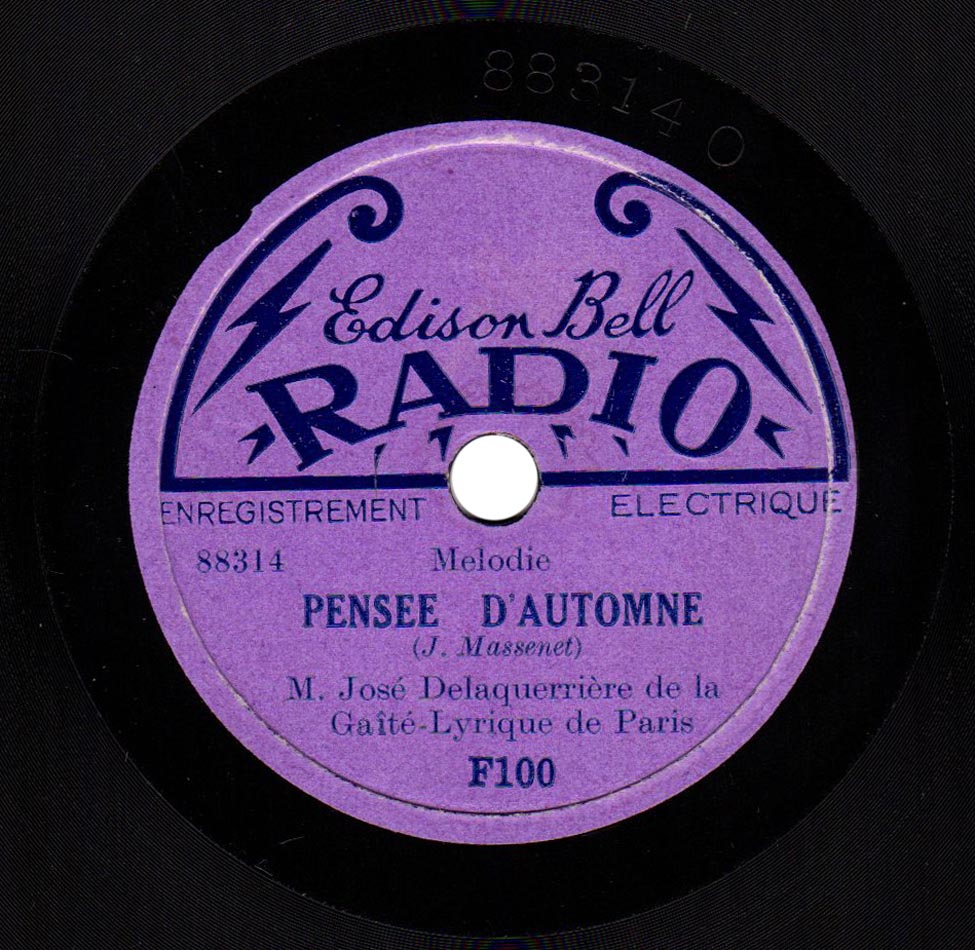 88314 O
Edison Bell
RADIO
ENREGISTREMENT ELECTRIQUE
88314 Melodie
PENSEE D'AUTOMNE
(J. Massenet)
M. José Delaquerrière de la
Gaîté-Lyrique de Paris
F100